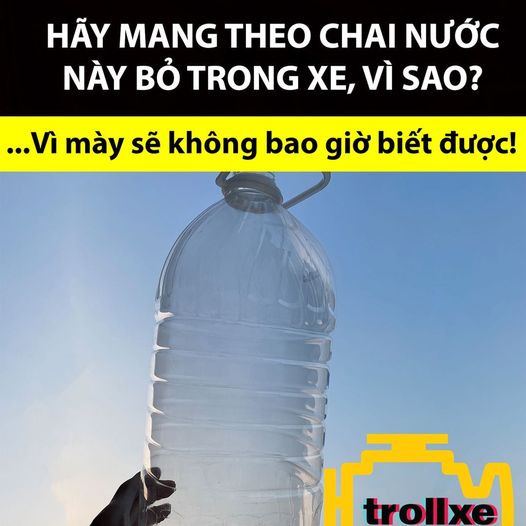 HÃY MANG THEO CHAI NƯỚC
NÀY BỎ TRONG XE, VÌ SAO?
...Vì mày sẽ không bao giờ biết được!
trollxe